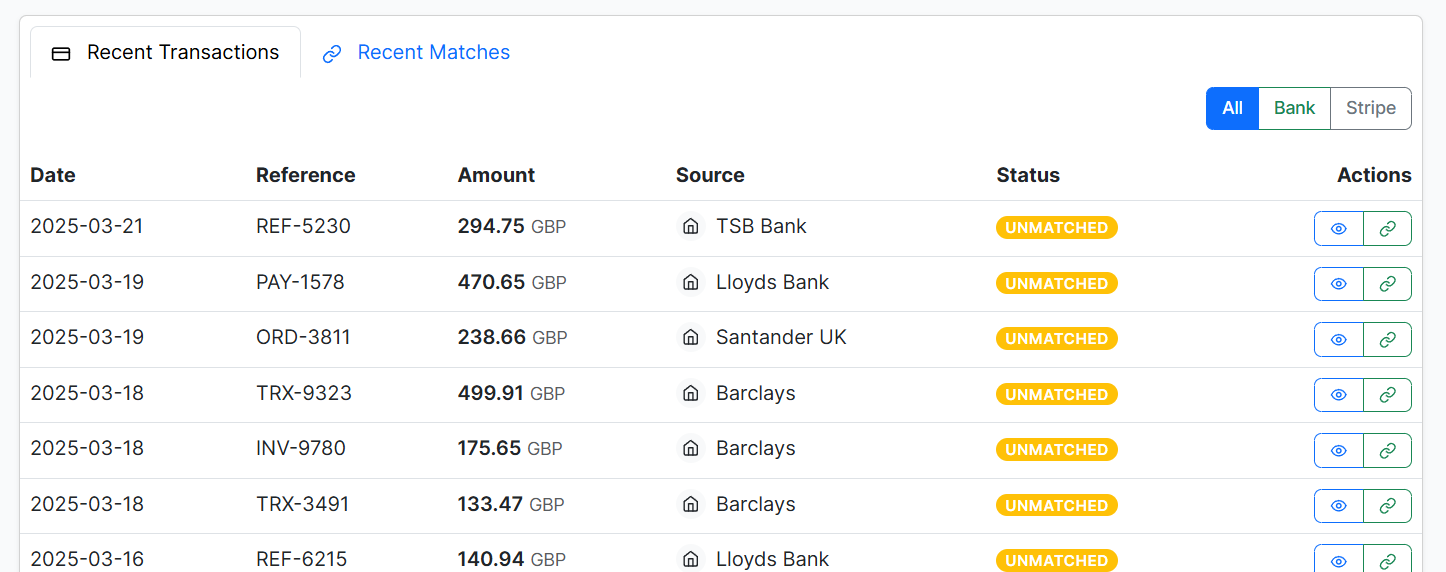 Recent Transactions Recent Matches
All Bank Stripe
Date Reference Amount Source Status Actions
2025-03-21 REF-5230 294.75 GBP TSB Bank UNMATCHED
2025-03-19 PAY-1578 470.65 GBP Lloyds Bank UNMATCHED
2025-03-19 ORD-3811 238.66 GBP Santander UK UNMATCHED
2025-03-18 TRX-9323 499.91 GBP Barclays UNMATCHED
2025-03-18 INV-9780 175.65 GBP Barclays UNMATCHED
2025-03-18 TRX-3491 133.47 GBP Barclays UNMATCHED
2025-03-16 REF-6215 140.94 GBP Lloyds Bank UNMATCHED